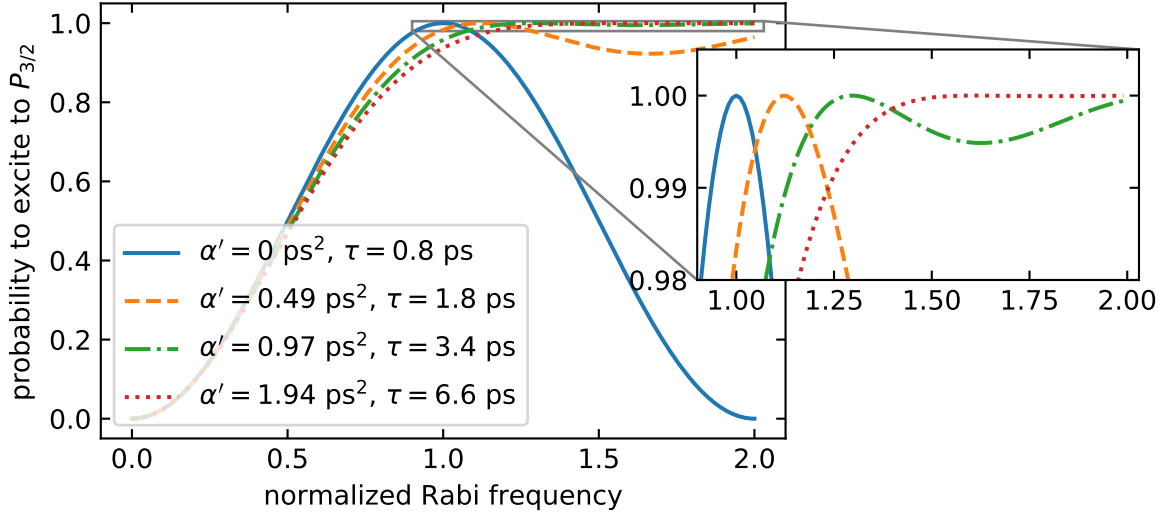 probability to excite to P₃/₂
1.0
0.8
0.6
0.4
0.2
0.0
α′ = 0 ps², τ = 0.8 ps
α′ = 0.49 ps², τ = 1.8 ps
α′ = 0.97 ps², τ = 3.4 ps
α′ = 1.94 ps², τ = 6.6 ps
1.00
0.99
0.98
1.00 1.25 1.50 1.75 2.00
0.0 0.5 1.0 1.5 2.0
normalized Rabi frequency